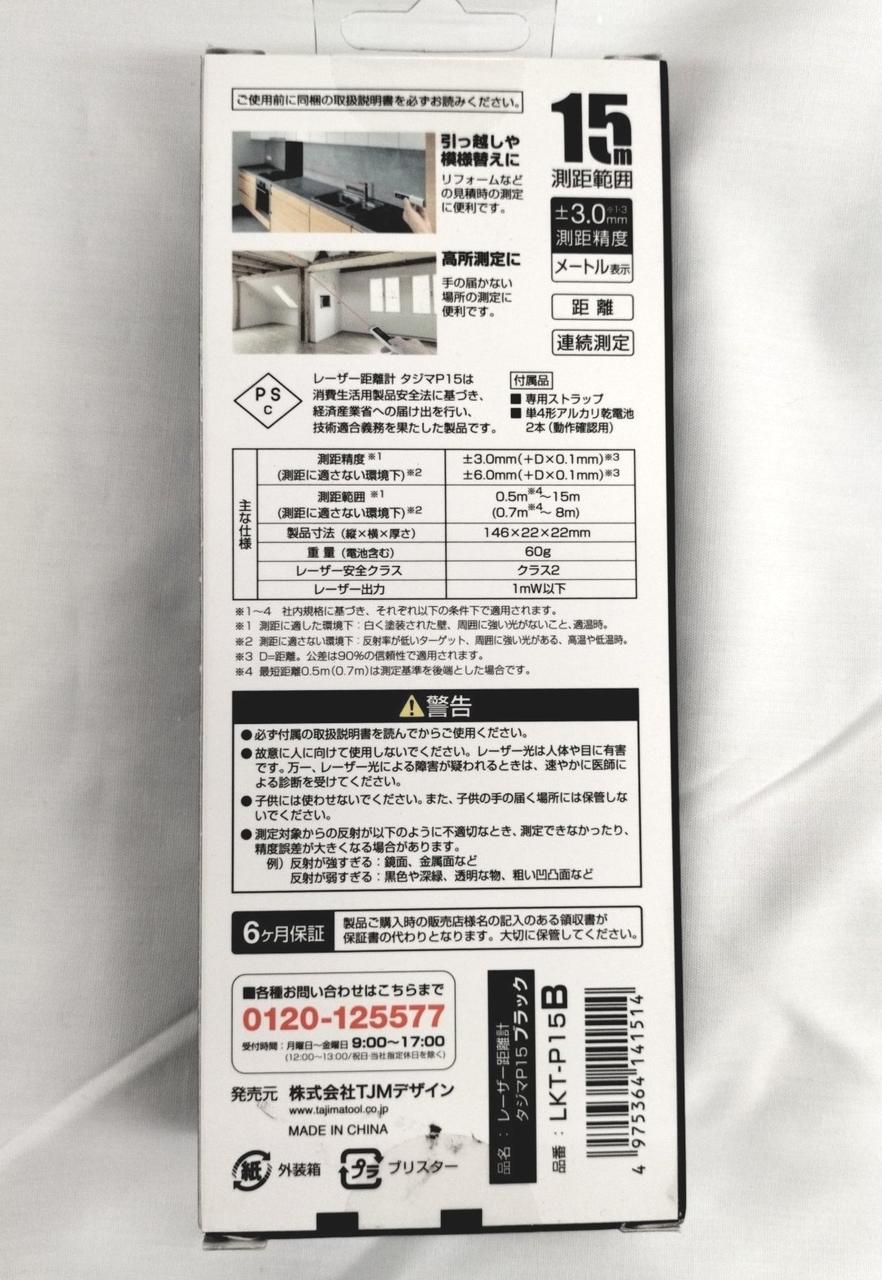 ご使用前に同梱の取扱説明書を必ずお読みください。
引っ越しや
模様替えに
リフォームなど
の見積時の測定
に便利です。
高所測定に
手の届かない
場所の測定に
便利です。
15m
測距範囲
±3.0mm※1・3
測距精度
メートル表示
距離
連続測定
PS
C
レーザー距離計 タジマP15は
消費生活用製品安全法に基づき、
経済産業省への届け出を行い、
技術適合義務を果たした製品です。
付属品
■ 専用ストラップ
■ 単4形アルカリ乾電池
2本(動作確認用)
主な仕様
測距精度※1 ±3.0mm(+D×0.1mm)※3
(測距に適さない環境下)※2 ±6.0mm(+D×0.1mm)※3
測距範囲 ※1 0.5m※4~15m
(測距に適さない環境下)※2 (0.7m※4~ 8m)
製品寸法(縦×横×厚さ) 146×22×22mm
重量(電池含む) 60g
レーザー安全クラス クラス2
レーザー出力 1mW以下
※1~4 社内規格に基づき、それぞれ以下の条件下で適用されます。
※1 測距に適した環境下:白く塗装された壁、周囲に強い光がないこと、適温時。
※2 測距に適さない環境下:反射率が低いターゲット、周囲に強い光がある、高温や低温時。
※3 D=距離。公差は90%の信頼性で適用されます。
※4 最短距離0.5m(0.7m)は測定基準を後端とした場合です。
⚠警告
●必ず付属の取扱説明書を読んでからご使用ください。
●故意に人に向けて使用しないでください。レーザー光は人体や目に有害
です。万一、レーザー光による障害が疑われるときは、速やかに医師に
よる診断を受けてください。
●子供には使わせないでください。また、子供の手の届く場所には保管しな
いでください。
●測定対象からの反射が以下のように不適切なとき、測定できなかったり、
精度誤差が大きくなる場合があります。
例)反射が強すぎる:鏡面、金属面など
反射が弱すぎる:黒色や深緑、透明な物、粗い凹凸面など
6ヶ月保証
製品ご購入時の販売店様名の記入のある領収書が
保証書の代わりとなります。大切に保管してください。
■各種お問い合わせはこちらまで
0120-125577
受付時間:月曜日~金曜日 9:00~17:00
(12:00~13:00/祝日・当社指定休日を除く)
発売元 株式会社TJMデザイン
www.tajimatool.co.jp
MADE IN CHINA
紙 外装箱
プラ ブリスター
品名:レーザー距離計
タジマP15 ブラック
品番:LKT-P15B
4 975364 141514